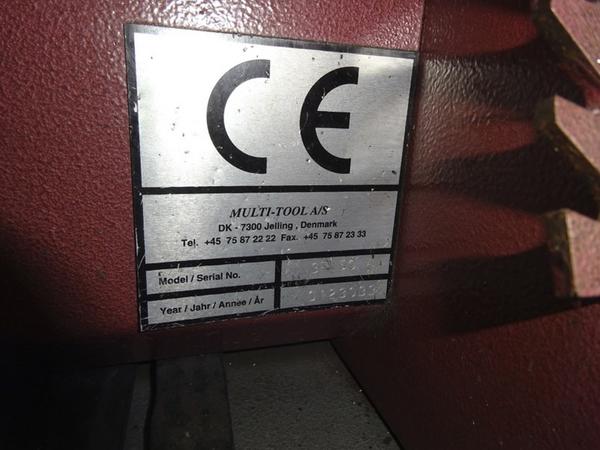 CE
MULTI-TOOL A/S
DK - 7300 Jelling , Denmark
Tel. +45 75 87 22 22 Fax. +45 75 87 23 33
Model / Serial No.
Year / Jahr / Année / År